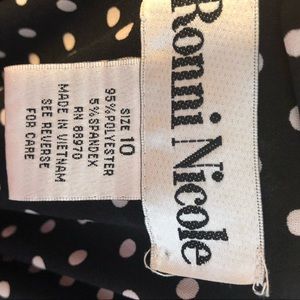 Ronni Nicole
SIZE 10
95% POLYESTER
5% SPANDEX
RN 88970
MADE IN VIETNAM
SEE REVERSE
FOR CARE